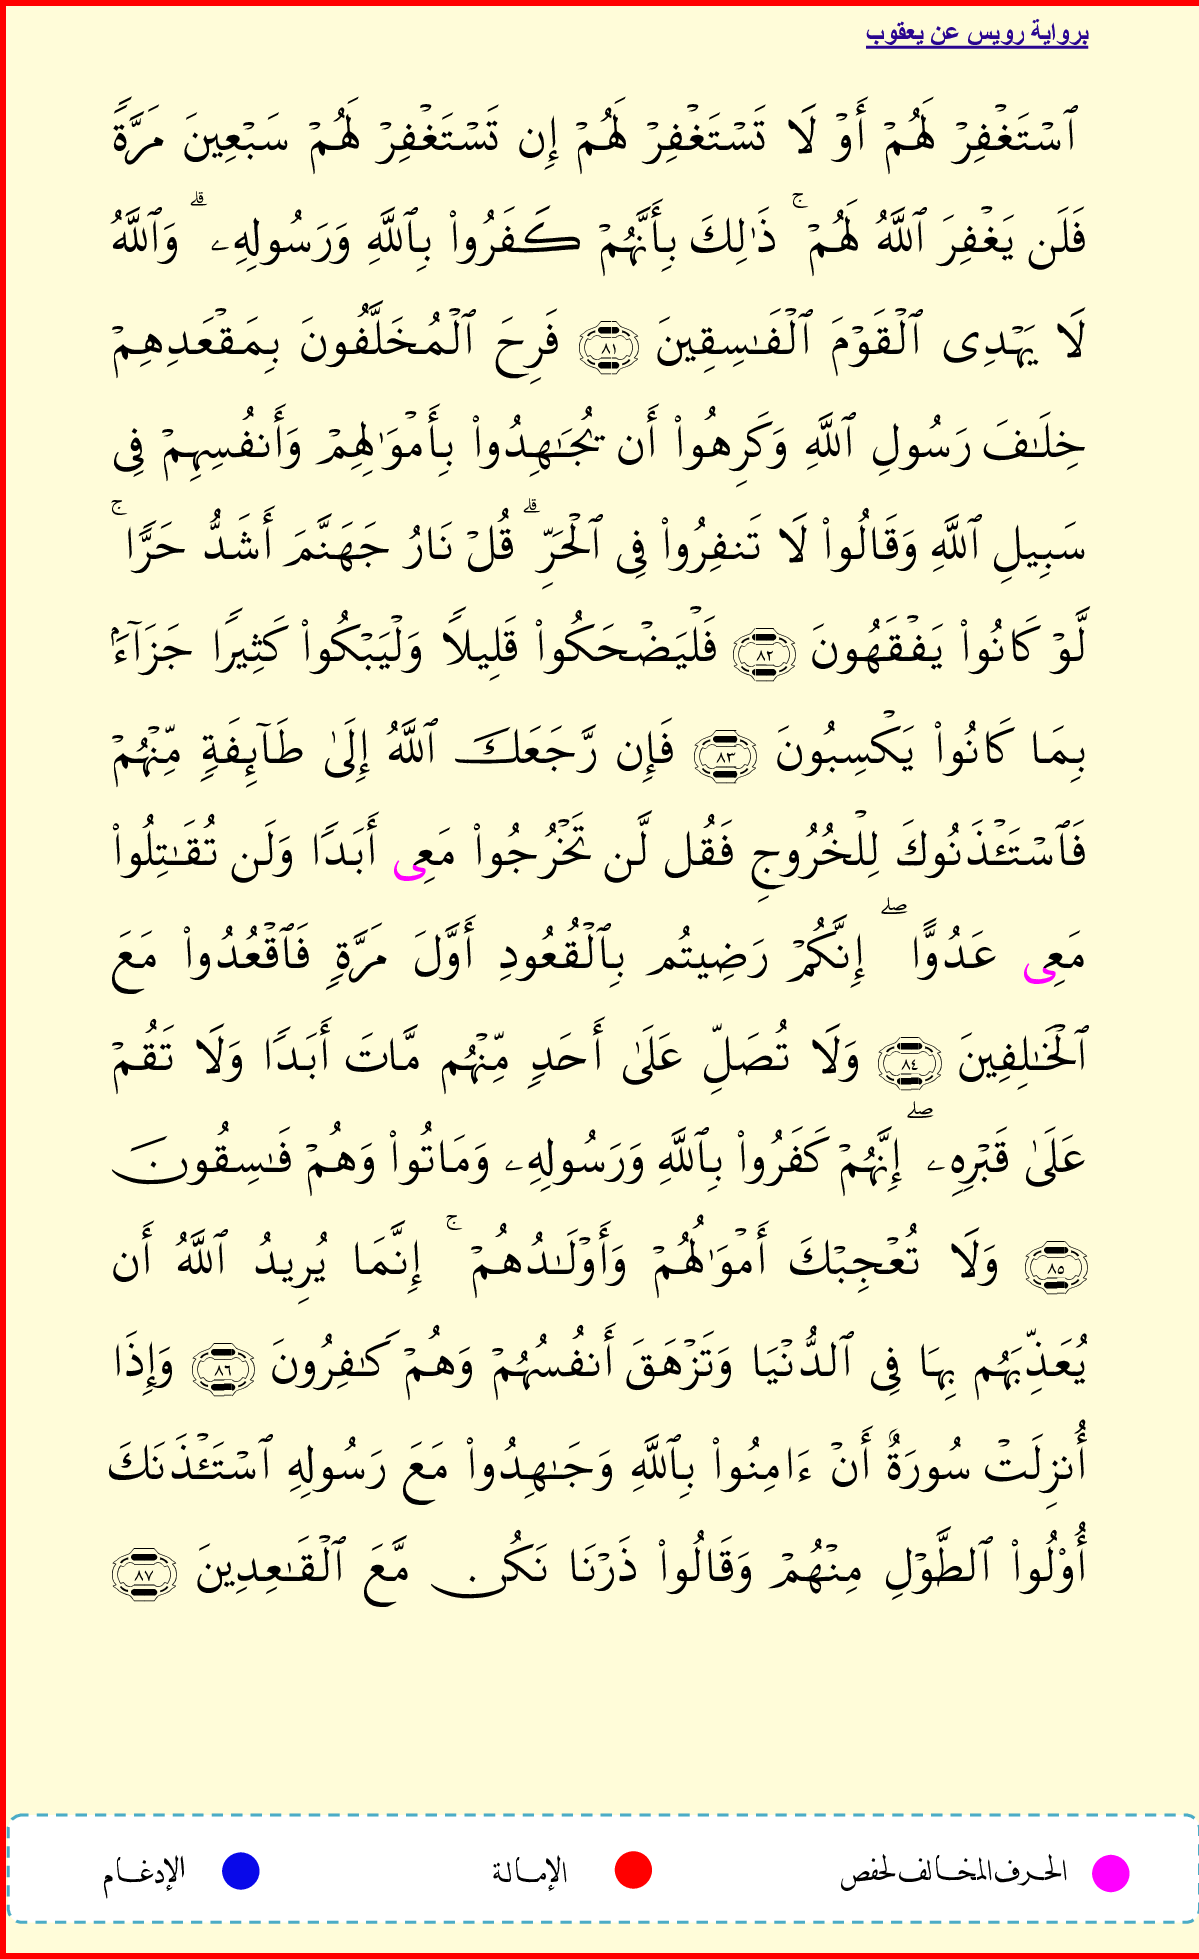 برواية رويس عن يعقوب
ٱسْتَغْفِرْ لَهُمْ أَوْ لَا تَسْتَغْفِرْ لَهُمْ إِن تَسْتَغْفِرْ لَهُمْ سَبْعِينَ مَرَّةً
فَلَن يَغْفِرَ ٱللَّهُ لَهُمْ ۚ ذَٰلِكَ بِأَنَّهُمْ كَفَرُوا۟ بِٱللَّهِ وَرَسُولِهِۦ ۗ وَٱللَّهُ
لَا يَهْدِى ٱلْقَوْمَ ٱلْفَـٰسِقِينَ ٨١ فَرِحَ ٱلْمُخَلَّفُونَ بِمَقْعَدِهِمْ
خِلَـٰفَ رَسُولِ ٱللَّهِ وَكَرِهُوا۟ أَن يُجَـٰهِدُوا۟ بِأَمْوَٰلِهِمْ وَأَنفُسِهِمْ فِى
سَبِيلِ ٱللَّهِ وَقَالُوا۟ لَا تَنفِرُوا۟ فِى ٱلْحَرِّ ۗ قُلْ نَارُ جَهَنَّمَ أَشَدُّ حَرًّا ۚ
لَّوْ كَانُوا۟ يَفْقَهُونَ ٨٢ فَلْيَضْحَكُوا۟ قَلِيلًا وَلْيَبْكُوا۟ كَثِيرًا جَزَآءًۢ
بِمَا كَانُوا۟ يَكْسِبُونَ ٨٣ فَإِن رَّجَعَكَ ٱللَّهُ إِلَىٰ طَآئِفَةٍ مِّنْهُمْ
فَٱسْتَـْٔذَنُوكَ لِلْخُرُوجِ فَقُل لَّن تَخْرُجُوا۟ مَعِى أَبَدًا وَلَن تُقَـٰتِلُوا۟
مَعِى عَدُوًّا ۖ إِنَّكُمْ رَضِيتُم بِٱلْقُعُودِ أَوَّلَ مَرَّةٍ فَٱقْعُدُوا۟ مَعَ
ٱلْخَـٰلِفِينَ ٨٤ وَلَا تُصَلِّ عَلَىٰ أَحَدٍ مِّنْهُم مَّاتَ أَبَدًا وَلَا تَقُمْ
عَلَىٰ قَبْرِهِۦ ۖ إِنَّهُمْ كَفَرُوا۟ بِٱللَّهِ وَرَسُولِهِۦ وَمَاتُوا۟ وَهُمْ فَـٰسِقُونَ
٨٥ وَلَا تُعْجِبْكَ أَمْوَٰلُهُمْ وَأَوْلَـٰدُهُمْ ۚ إِنَّمَا يُرِيدُ ٱللَّهُ أَن
يُعَذِّبَهُم بِهَا فِى ٱلدُّنْيَا وَتَزْهَقَ أَنفُسُهُمْ وَهُمْ كَـٰفِرُونَ ٨٦ وَإِذَا
أُنزِلَتْ سُورَةٌ أَنْ ءَامِنُوا۟ بِٱللَّهِ وَجَـٰهِدُوا۟ مَعَ رَسُولِهِ ٱسْتَـْٔذَنَكَ
أُو۟لُوا۟ ٱلطَّوْلِ مِنْهُمْ وَقَالُوا۟ ذَرْنَا نَكُن مَّعَ ٱلْقَـٰعِدِينَ ٨٧
الحرف المخالف لحفص
الإمالة
الإدغام